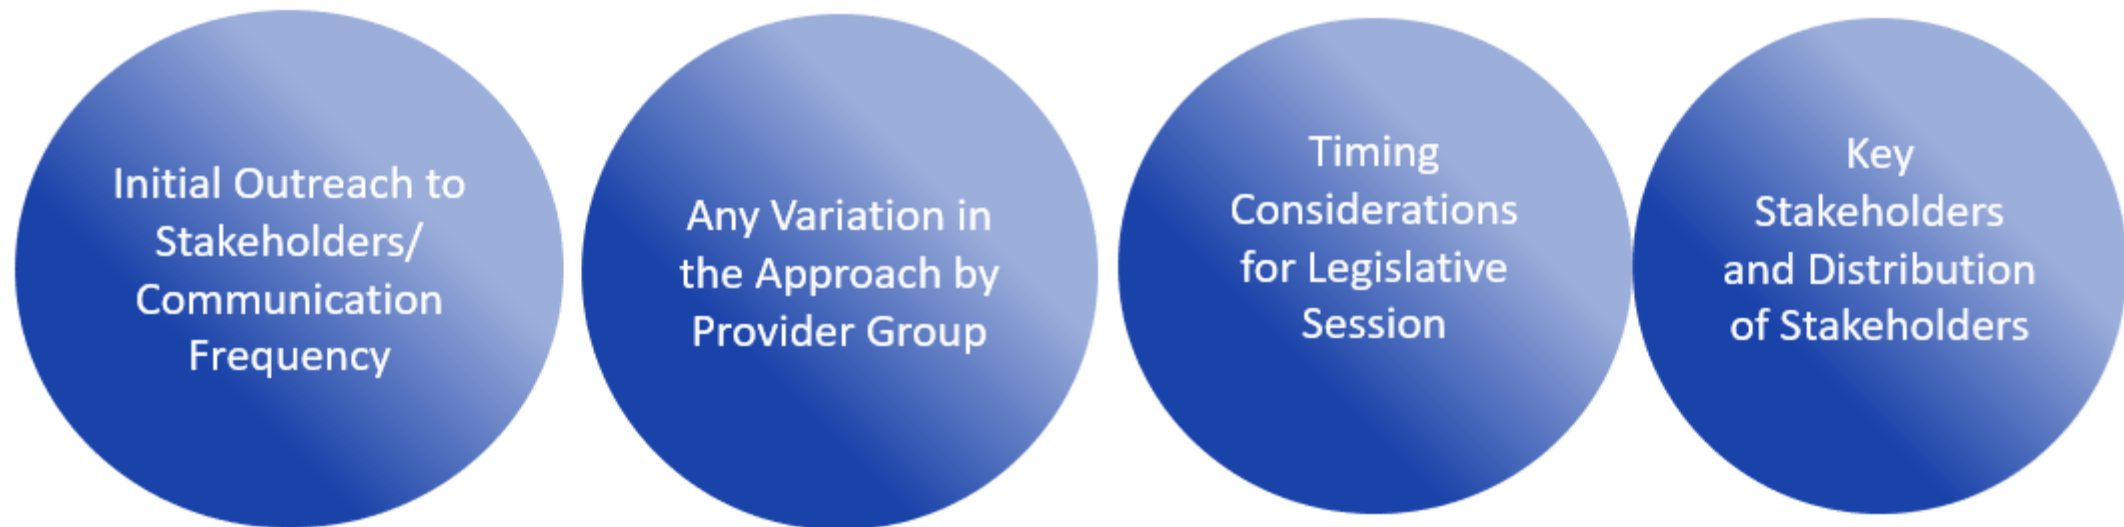 Initial Outreach to
Stakeholders/
Communication
Frequency
Any Variation in
the Approach by
Provider Group
Timing
Considerations
for Legislative
Session
Key
Stakeholders
and Distribution
of Stakeholders